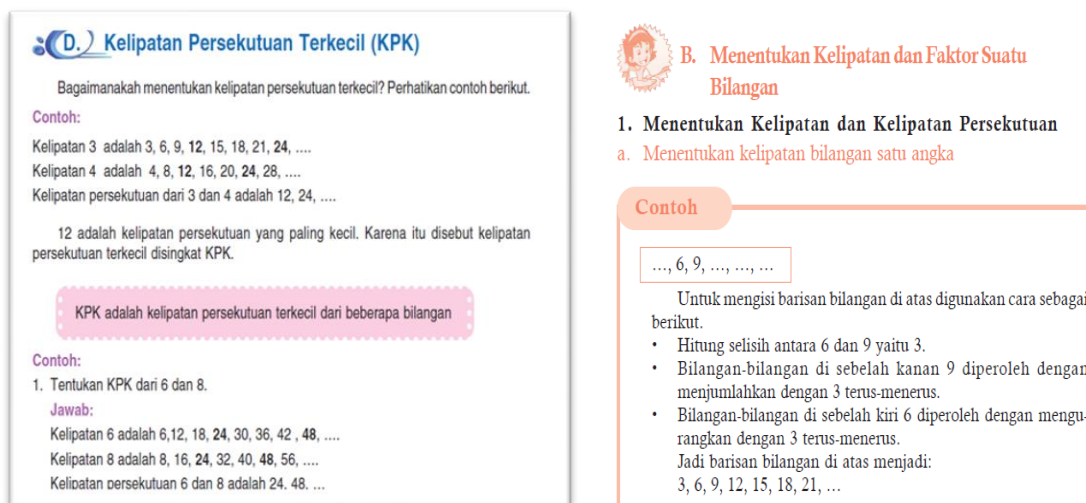 D. Kelipatan Persekutuan Terkecil (KPK)
Bagaimanakah menentukan kelipatan persekutuan terkecil? Perhatikan contoh berikut.
Contoh:
Kelipatan 3 adalah 3, 6, 9, 12, 15, 18, 21, 24, ....
Kelipatan 4 adalah 4, 8, 12, 16, 20, 24, 28, ....
Kelipatan persekutuan dari 3 dan 4 adalah 12, 24, ....
12 adalah kelipatan persekutuan yang paling kecil. Karena itu disebut kelipatan
persekutuan terkecil disingkat KPK.
KPK adalah kelipatan persekutuan terkecil dari beberapa bilangan
Contoh:
1. Tentukan KPK dari 6 dan 8.
Jawab:
Kelipatan 6 adalah 6,12, 18, 24, 30, 36, 42 , 48, ....
Kelipatan 8 adalah 8, 16, 24, 32, 40, 48, 56, ....
Kelipatan persekutuan 6 dan 8 adalah 24, 48, ...
B. Menentukan Kelipatan dan Faktor Suatu
Bilangan
1. Menentukan Kelipatan dan Kelipatan Persekutuan
a. Menentukan kelipatan bilangan satu angka
Contoh
..., 6, 9, ..., ..., ...
Untuk mengisi barisan bilangan di atas digunakan cara sebagai
berikut.
• Hitung selisih antara 6 dan 9 yaitu 3.
• Bilangan-bilangan di sebelah kanan 9 diperoleh dengan
menjumlahkan dengan 3 terus-menerus.
• Bilangan-bilangan di sebelah kiri 6 diperoleh dengan mengu-
rangkan dengan 3 terus-menerus.
Jadi barisan bilangan di atas menjadi:
3, 6, 9, 12, 15, 18, 21, ...